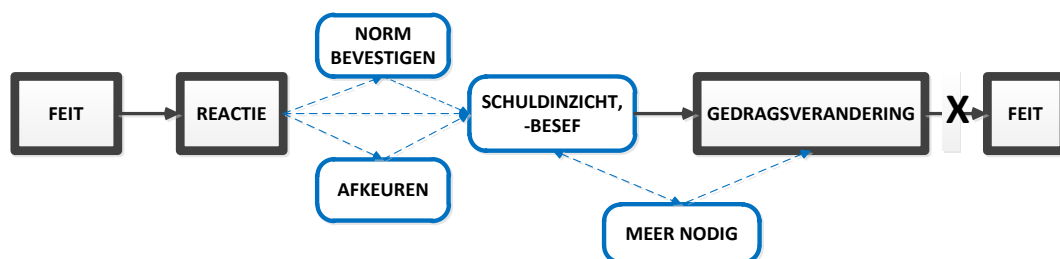 FEIT
REACTIE
NORM
BEVESTIGEN
AFKEUREN
SCHULDINZICHT,
-BESEF
MEER NODIG
GEDRAGSVERANDERING
X
FEIT